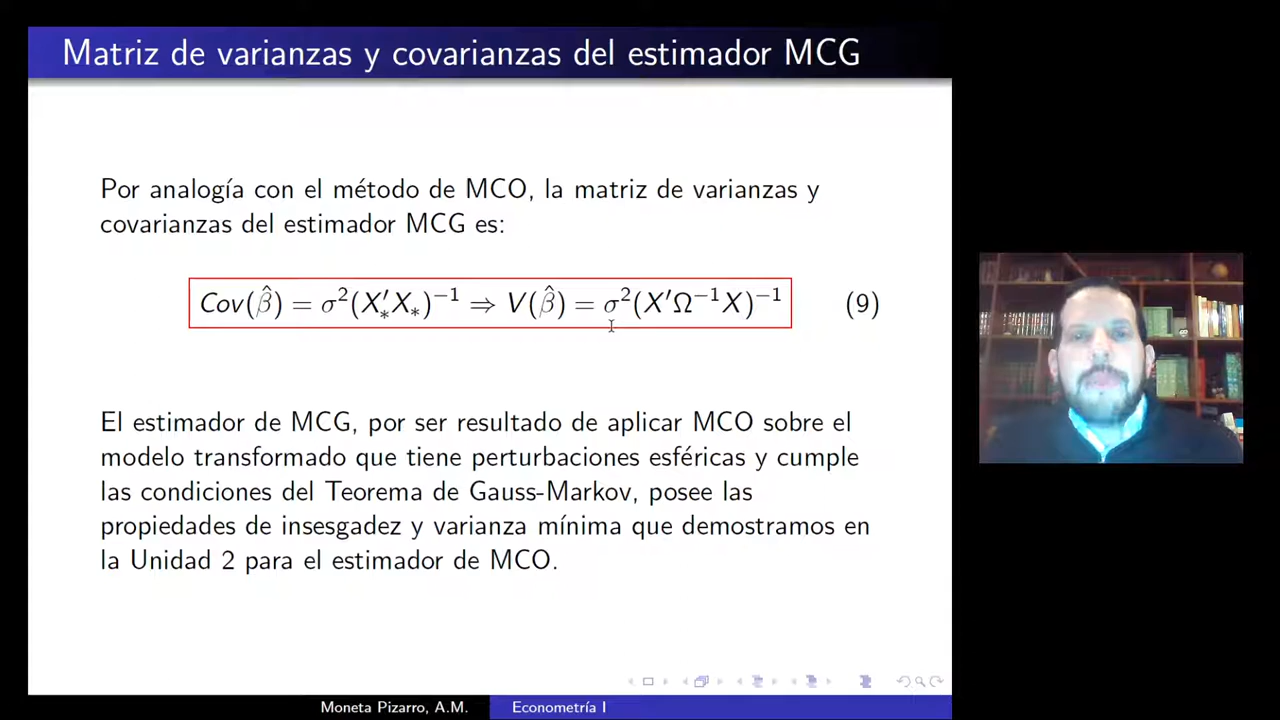 Matriz de varianzas y covarianzas del estimador MCG
Por analogía con el método de MCO, la matriz de varianzas y
covarianzas del estimador MCG es:
Cov(β̂) = σ²(X′₊X₊)⁻¹ ⇒ V(β̂) = σ²(X′Ω⁻¹X)⁻¹ (9)
El estimador de MCG, por ser resultado de aplicar MCO sobre el
modelo transformado que tiene perturbaciones esféricas y cumple
las condiciones del Teorema de Gauss-Markov, posee las
propiedades de insesgadez y varianza mínima que demostramos en
la Unidad 2 para el estimador de MCO.
Moneta Pizarro, A.M. Econometría I